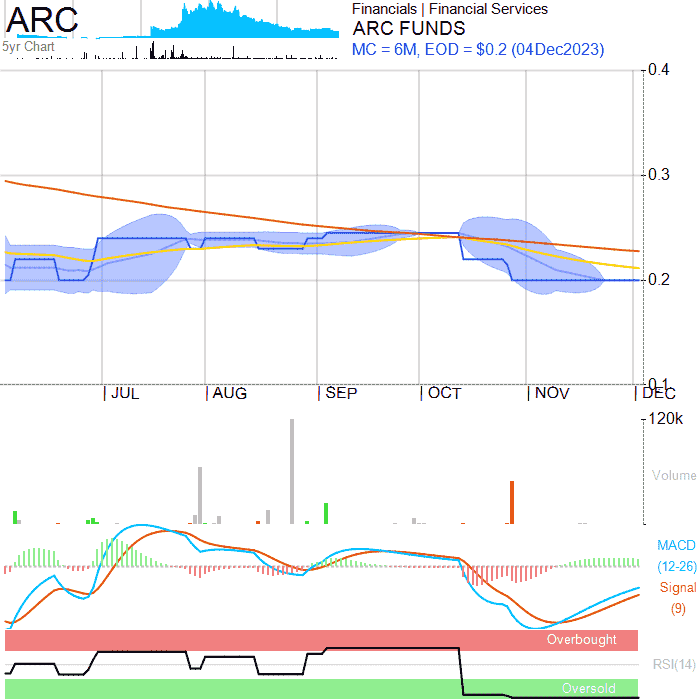 ARC
5yr Chart
Financials | Financial Services
ARC FUNDS
MC = 6M, EOD = $0.2 (04Dec2023)
0.4
0.3
0.2
0.1
JUL
AUG
SEP
OCT
NOV
DEC
120k
Volume
MACD
(12-26)
Signal
(9)
Overbought
RSI(14)
Oversold